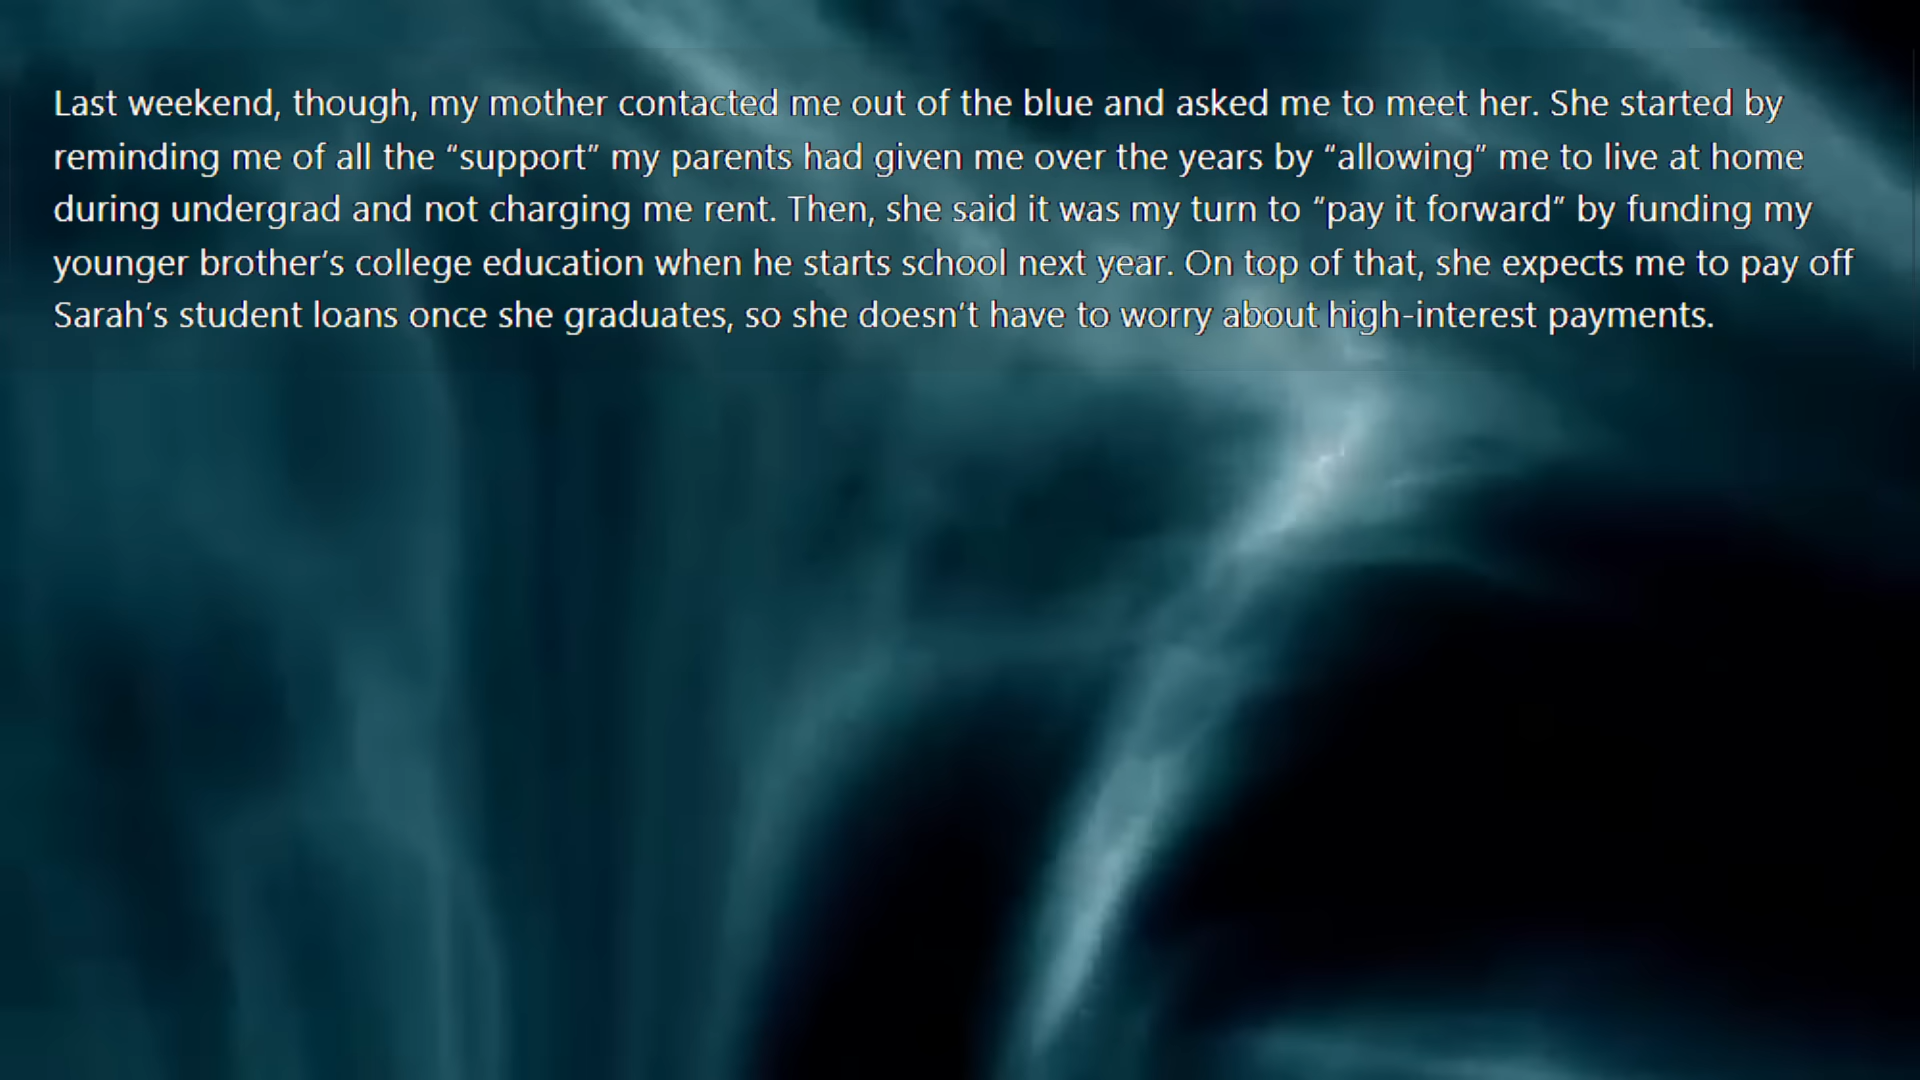 Last weekend, though, my mother contacted me out of the blue and asked me to meet her. She started by
reminding me of all the “support” my parents had given me over the years by “allowing” me to live at home
during undergrad and not charging me rent. Then, she said it was my turn to “pay it forward” by funding my
younger brother’s college education when he starts school next year. On top of that, she expects me to pay off
Sarah’s student loans once she graduates, so she doesn’t have to worry about high-interest payments.